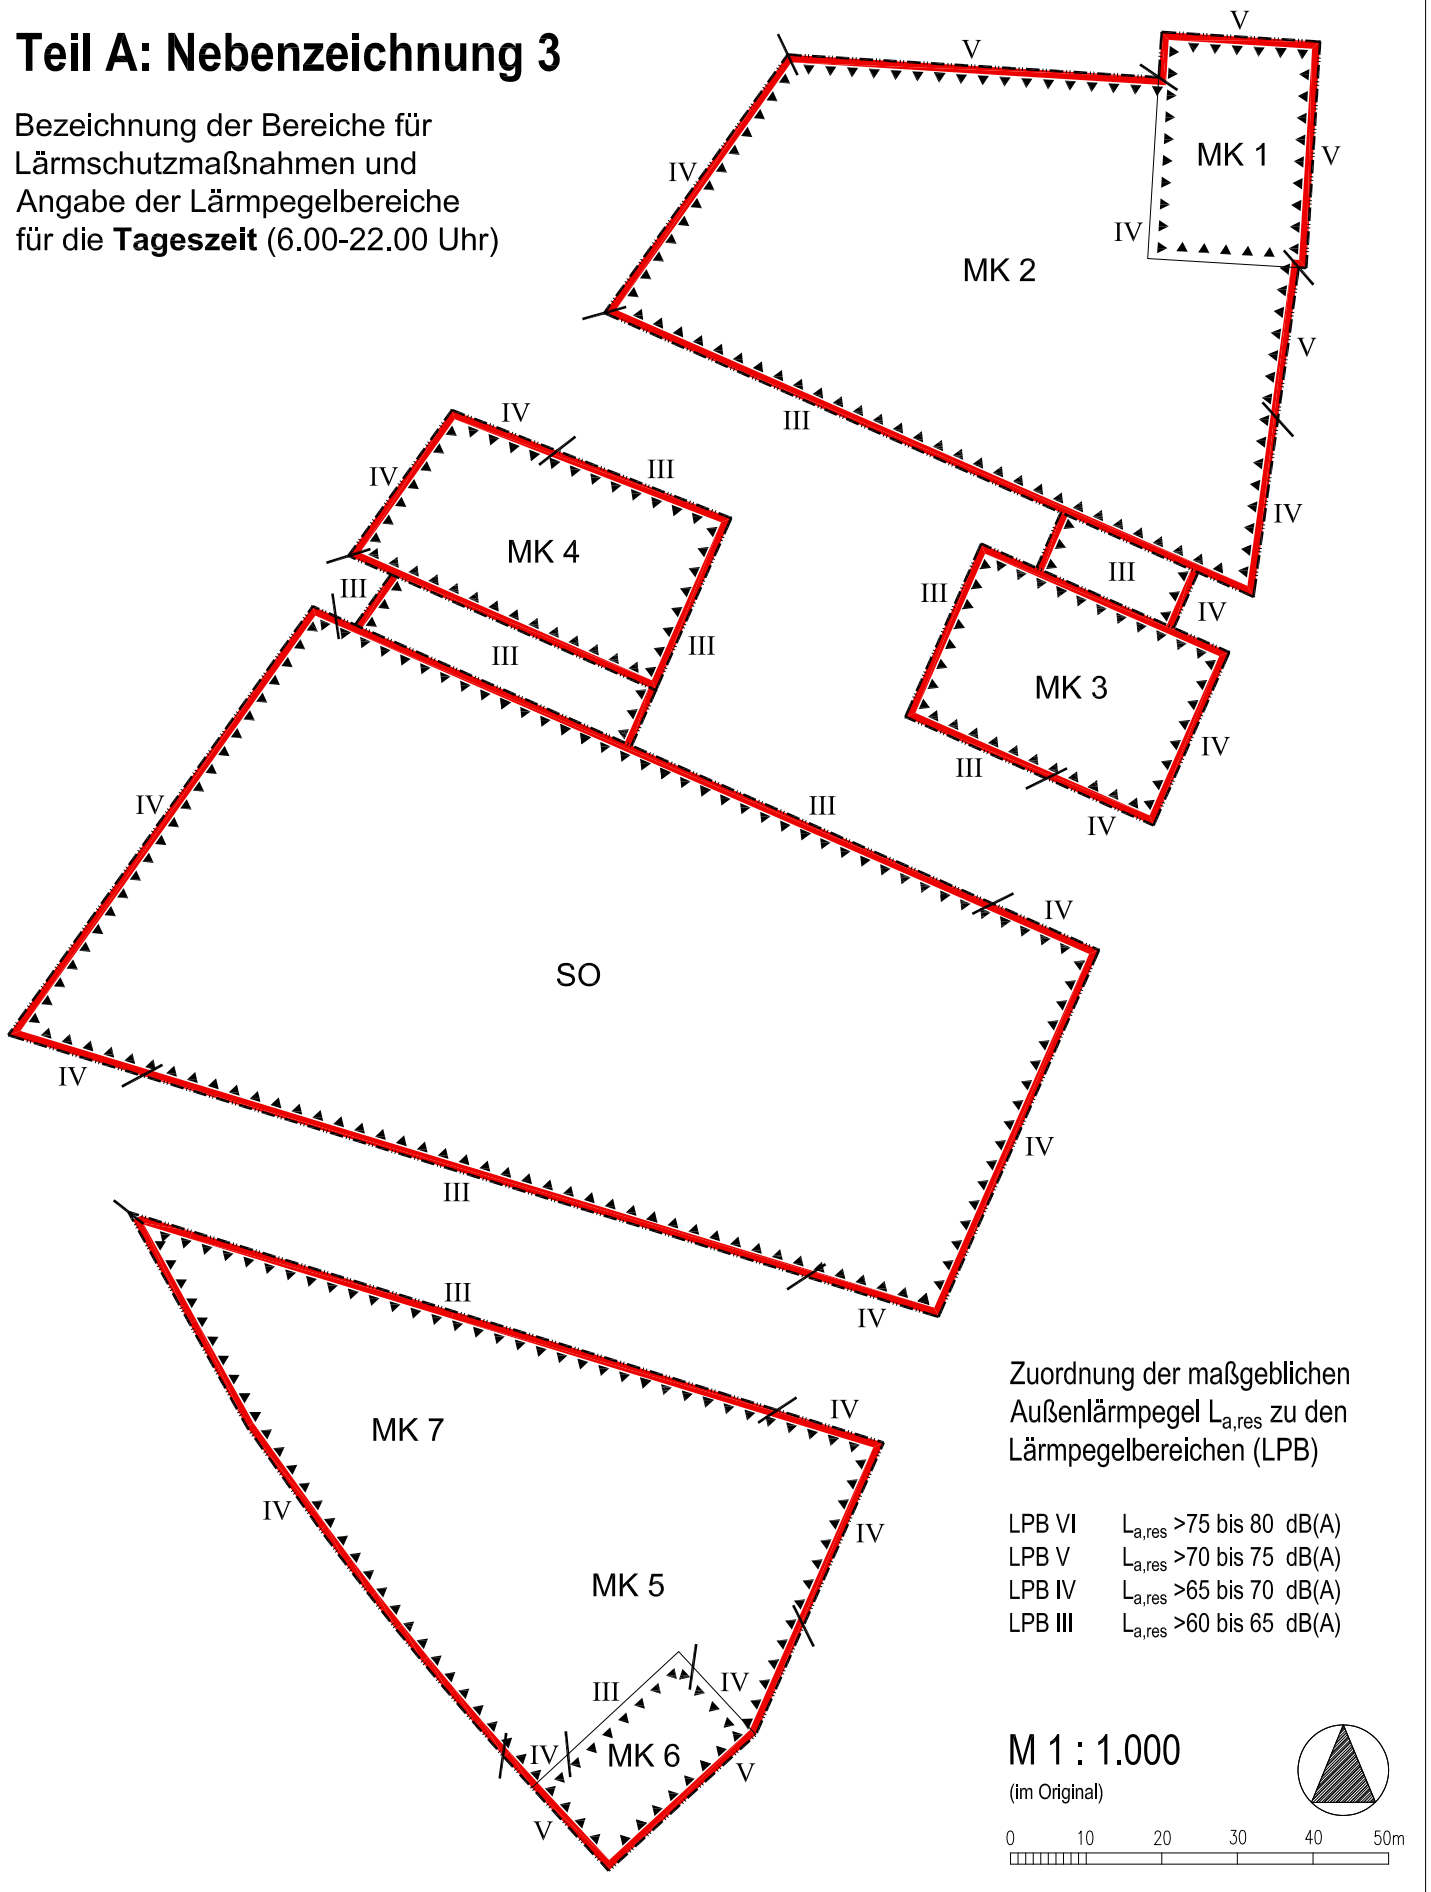 Teil A: Nebenzeichnung 3
Bezeichnung der Bereiche für
Lärmschutzmaßnahmen und
Angabe der Lärmpegelbereiche
für die Tageszeit (6.00-22.00 Uhr)
V
V
IV
MK 1
V
IV
MK 2
V
III
IV
IV
III
IV
MK 4
III
III
III
IV
III
III
MK 3
IV
III
IV
IV
III
IV
SO
IV
IV
III
IV
III
IV
MK 7
IV
IV
MK 5
III
IV
IV
MK 6
V
V
Zuordnung der maßgeblichen
Außenlärmpegel La,res zu den
Lärmpegelbereichen (LPB)
LPB VI La,res >75 bis 80 dB(A)
LPB V La,res >70 bis 75 dB(A)
LPB IV La,res >65 bis 70 dB(A)
LPB III La,res >60 bis 65 dB(A)
M 1 : 1.000
(im Original)
0 10 20 30 40 50m